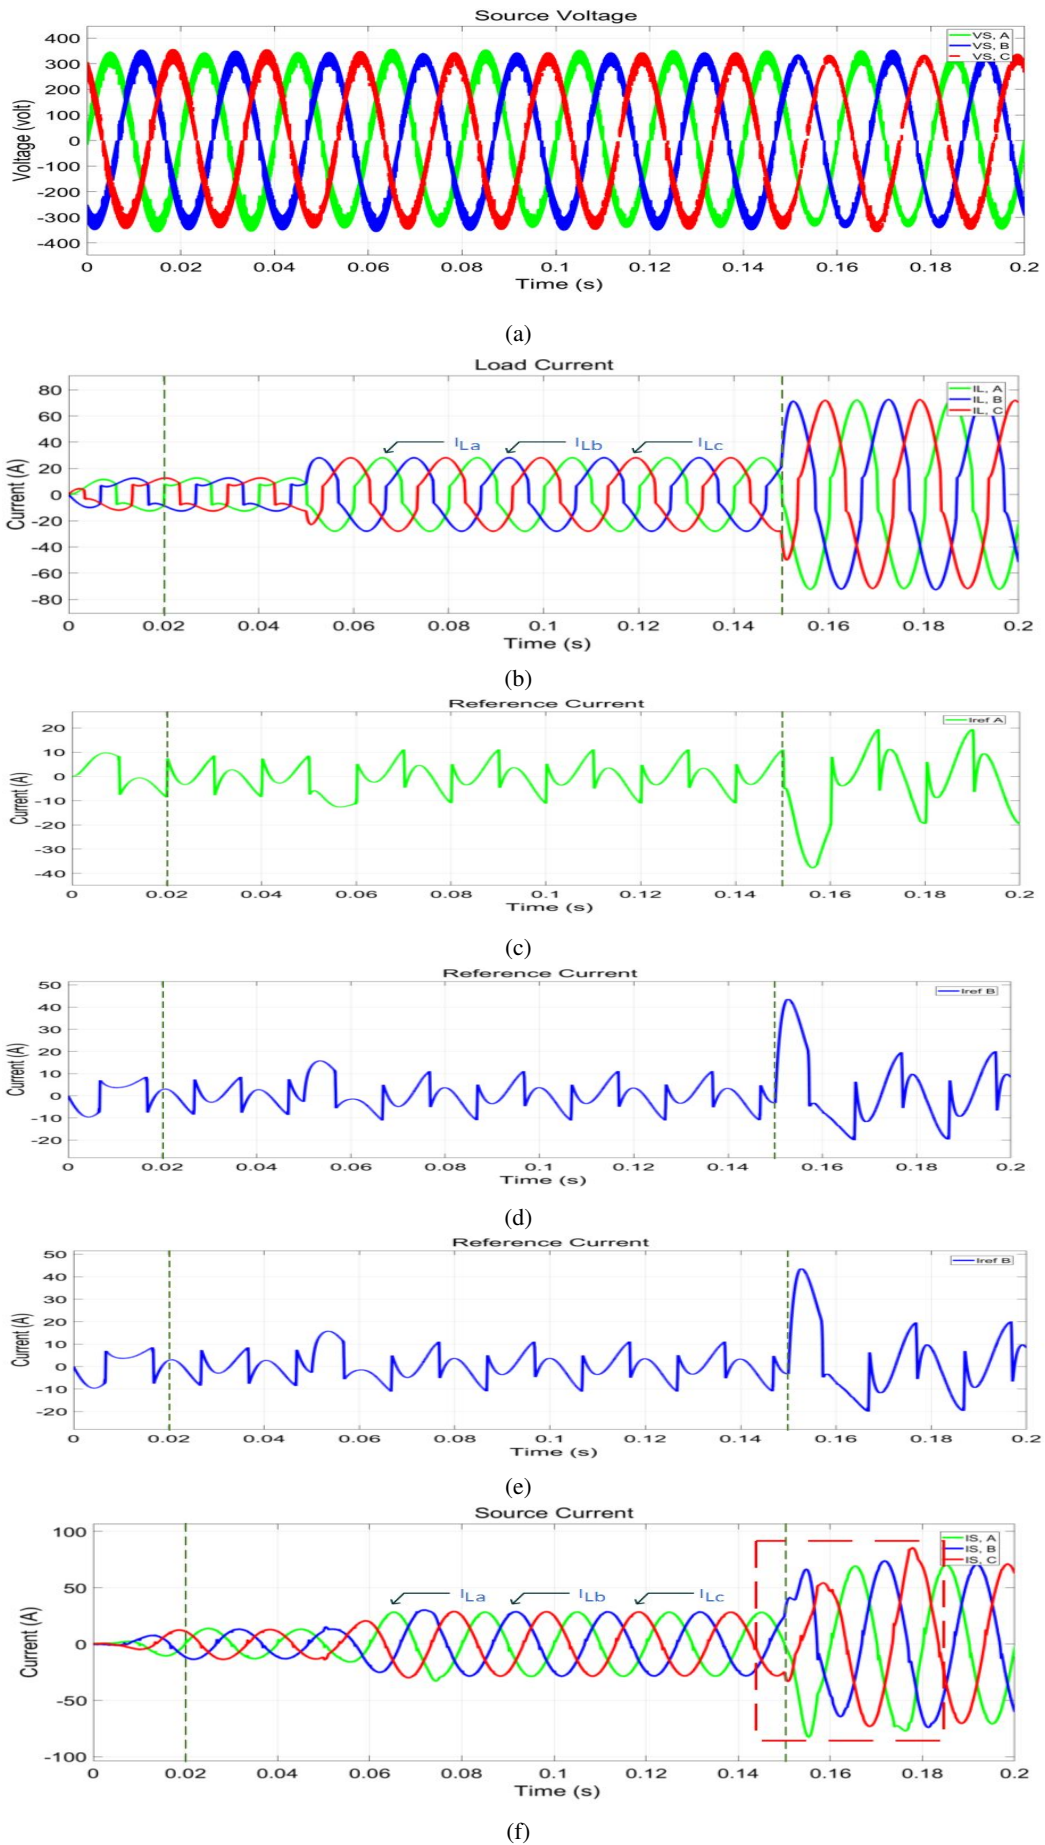 Source Voltage
VS, A
VS, B
VS, C
Voltage (volt)
400
300
200
100
0
-100
-200
-300
-400
0 0.02 0.04 0.06 0.08 0.1 0.12 0.14 0.16 0.18 0.2
Time (s)
(a)
Load Current
IL, A
IL, B
IL, C
ILa ILb ILc
Current (A)
80
60
40
20
0
-20
-40
-60
-80
0 0.02 0.04 0.06 0.08 0.1 0.12 0.14 0.16 0.18 0.2
Time (s)
(b)
Reference Current
Iref A
Current (A)
20
10
0
-10
-20
-30
-40
0 0.02 0.04 0.06 0.08 0.1 0.12 0.14 0.16 0.18 0.2
Time (s)
(c)
Reference Current
Iref B
Current (A)
50
40
30
20
10
0
-10
-20
0 0.02 0.04 0.06 0.08 0.1 0.12 0.14 0.16 0.18 0.2
Time (s)
(d)
Reference Current
Iref B
Current (A)
50
40
30
20
10
0
-10
-20
0 0.02 0.04 0.06 0.08 0.1 0.12 0.14 0.16 0.18 0.2
Time (s)
(e)
Source Current
IS, A
IS, B
IS, C
ILa ILb ILc
Current (A)
100
50
0
-50
-100
0 0.02 0.04 0.06 0.08 0.1 0.12 0.14 0.16 0.18 0.2
Time (s)
(f)